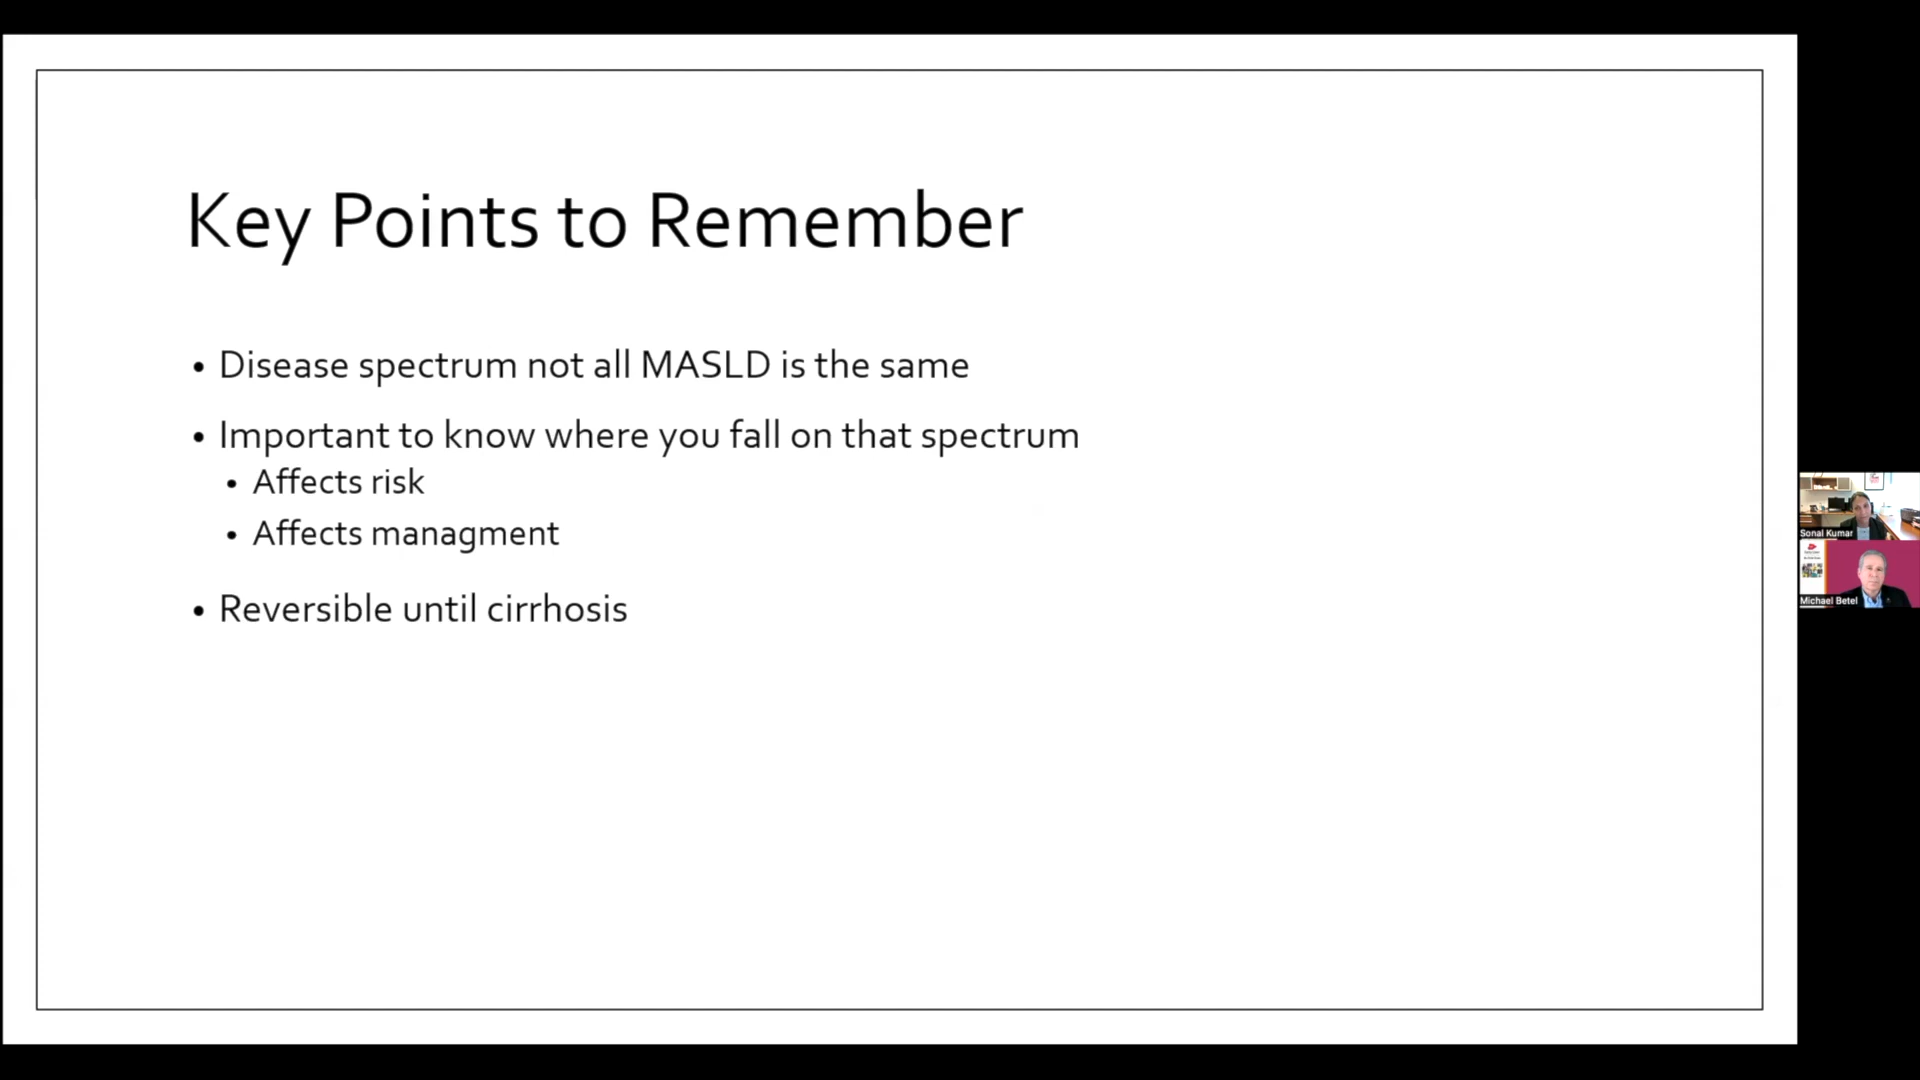 Key Points to Remember
• Disease spectrum not all MASLD is the same
• Important to know where you fall on that spectrum
• Affects risk
• Affects managment
• Reversible until cirrhosis
Sonal Kumar
Michael Betel